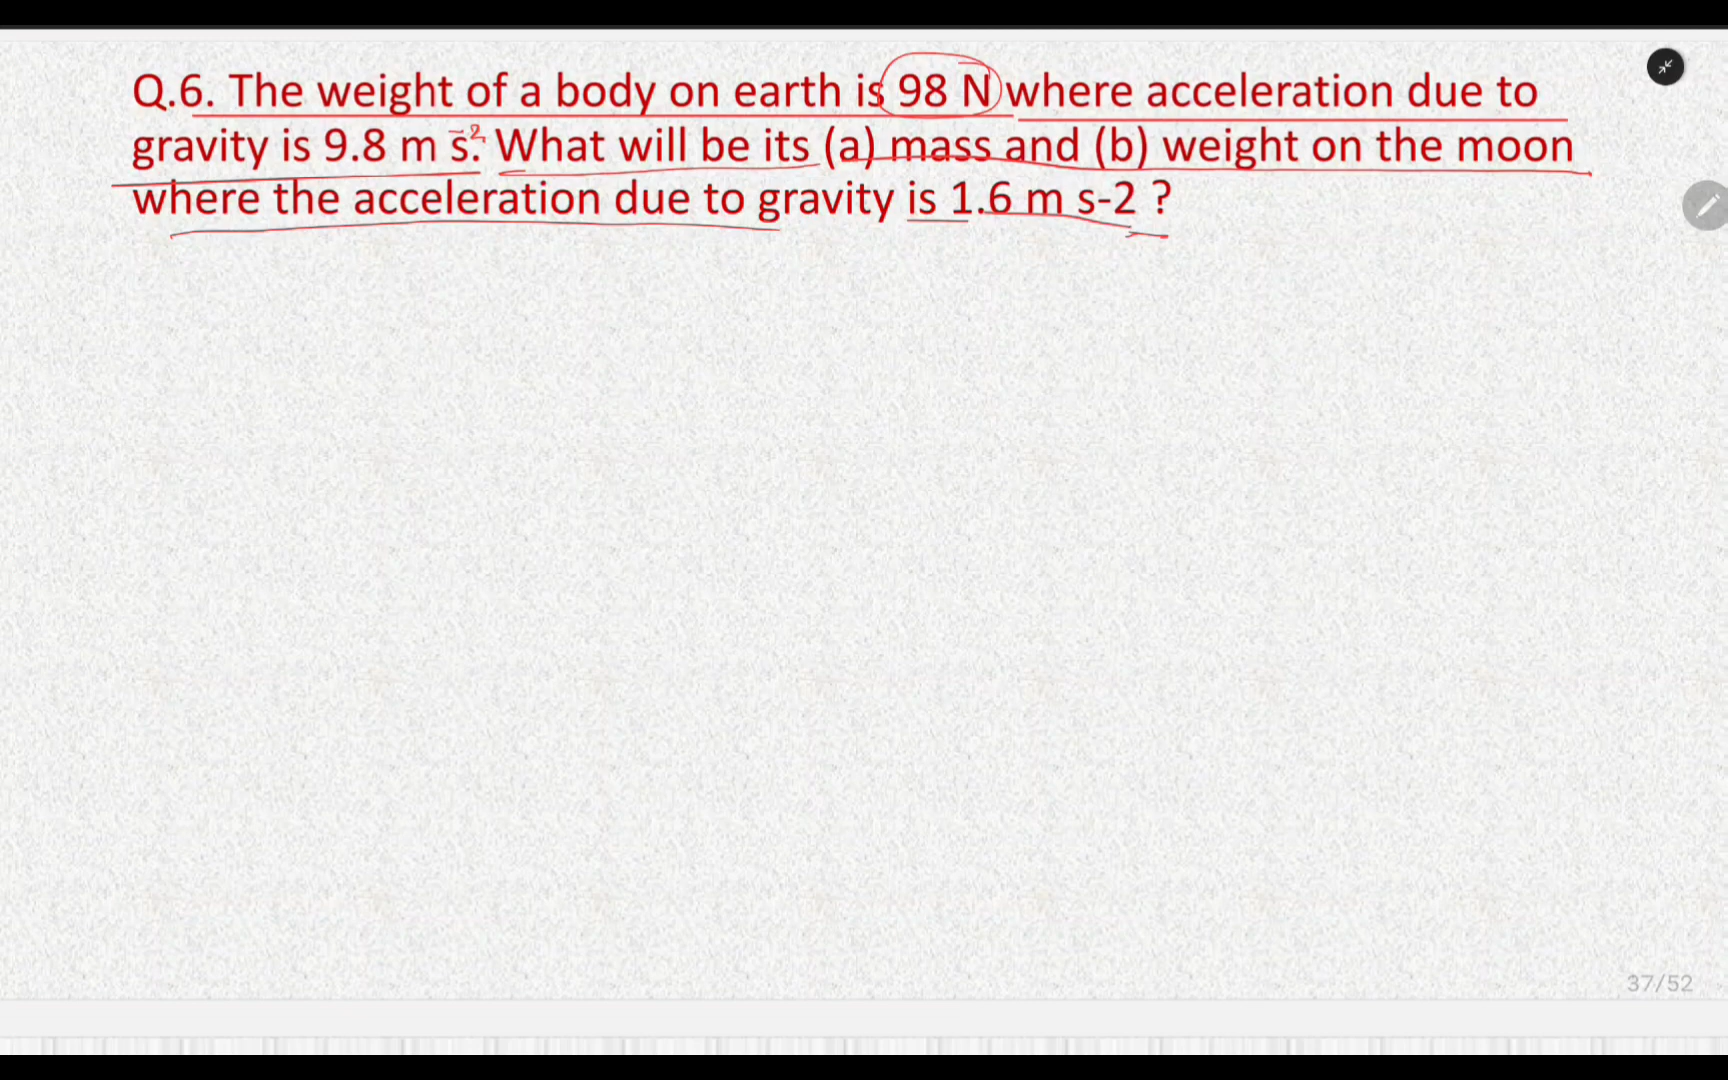 Q.6. The weight of a body on earth is 98 N where acceleration due to
gravity is 9.8 m s⁻². What will be its (a) mass and (b) weight on the moon
where the acceleration due to gravity is 1.6 m s-2 ?
37/52